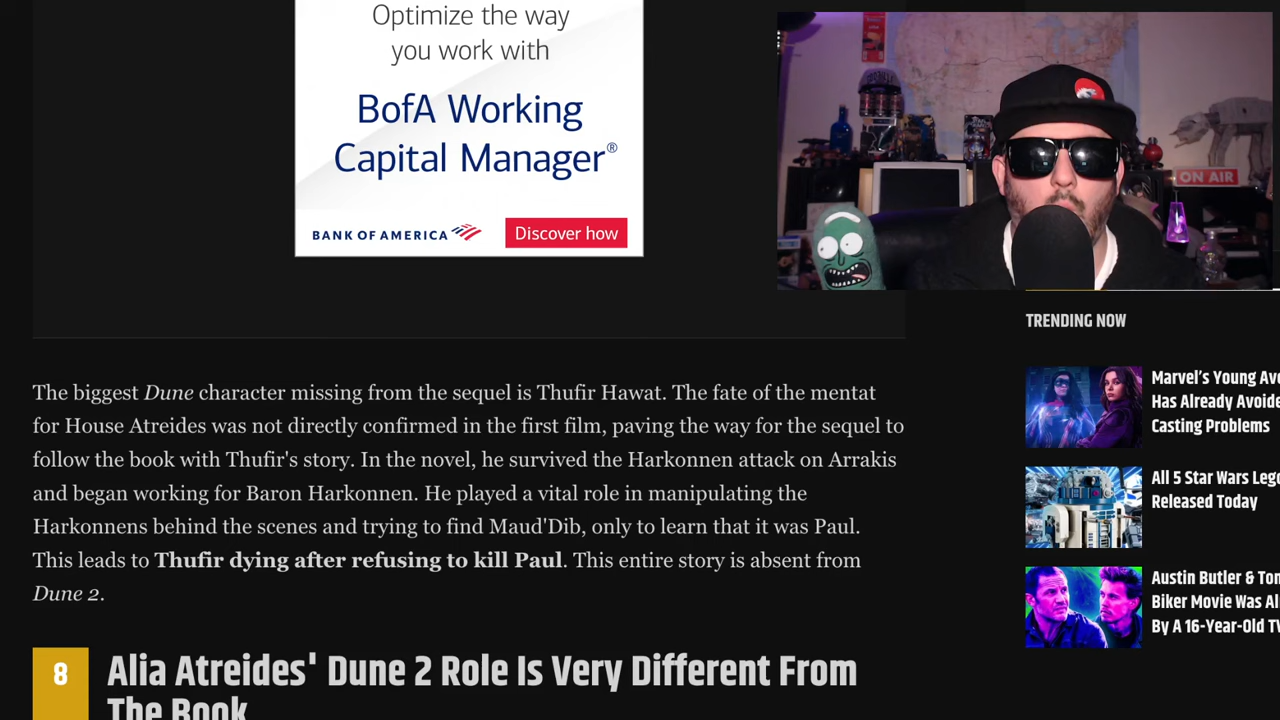 Optimize the way
you work with
BofA Working
Capital Manager®
BANK OF AMERICA
Discover how
ON AIR
TRENDING NOW
Marvel's Young
Has Already
Casting Problems
All 5 Star Wars
Released Today
Austin Butler &
Biker Movie Was
By A 16-Year-Old
The biggest Dune character missing from the sequel is Thufir Hawat. The fate of the mentat
for House Atreides was not directly confirmed in the first film, paving the way for the sequel to
follow the book with Thufir's story. In the novel, he survived the Harkonnen attack on Arrakis
and began working for Baron Harkonnen. He played a vital role in manipulating the
Harkonnens behind the scenes and trying to find Maud'Dib, only to learn that it was Paul.
This leads to Thufir dying after refusing to kill Paul. This entire story is absent from
Dune 2.
8
Alia Atreides' Dune 2 Role Is Very Different From
The Book